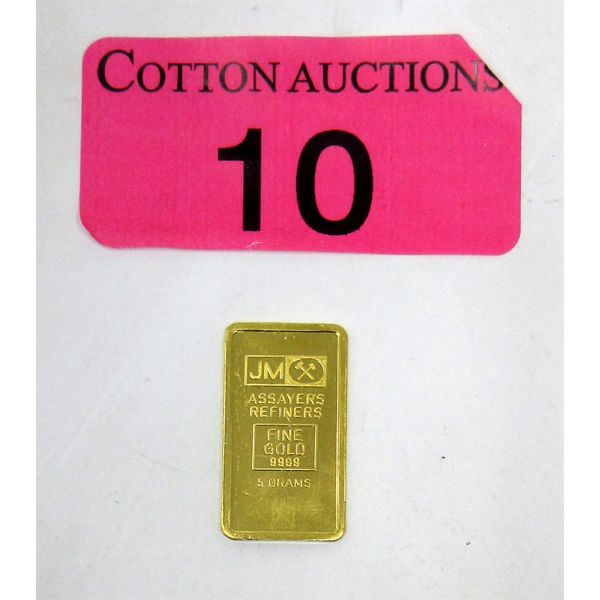 COTTON AUCTIONS
10
JM
ASSAYERS
REFINERS
FINE
GOLD
9999
5 GRAMS